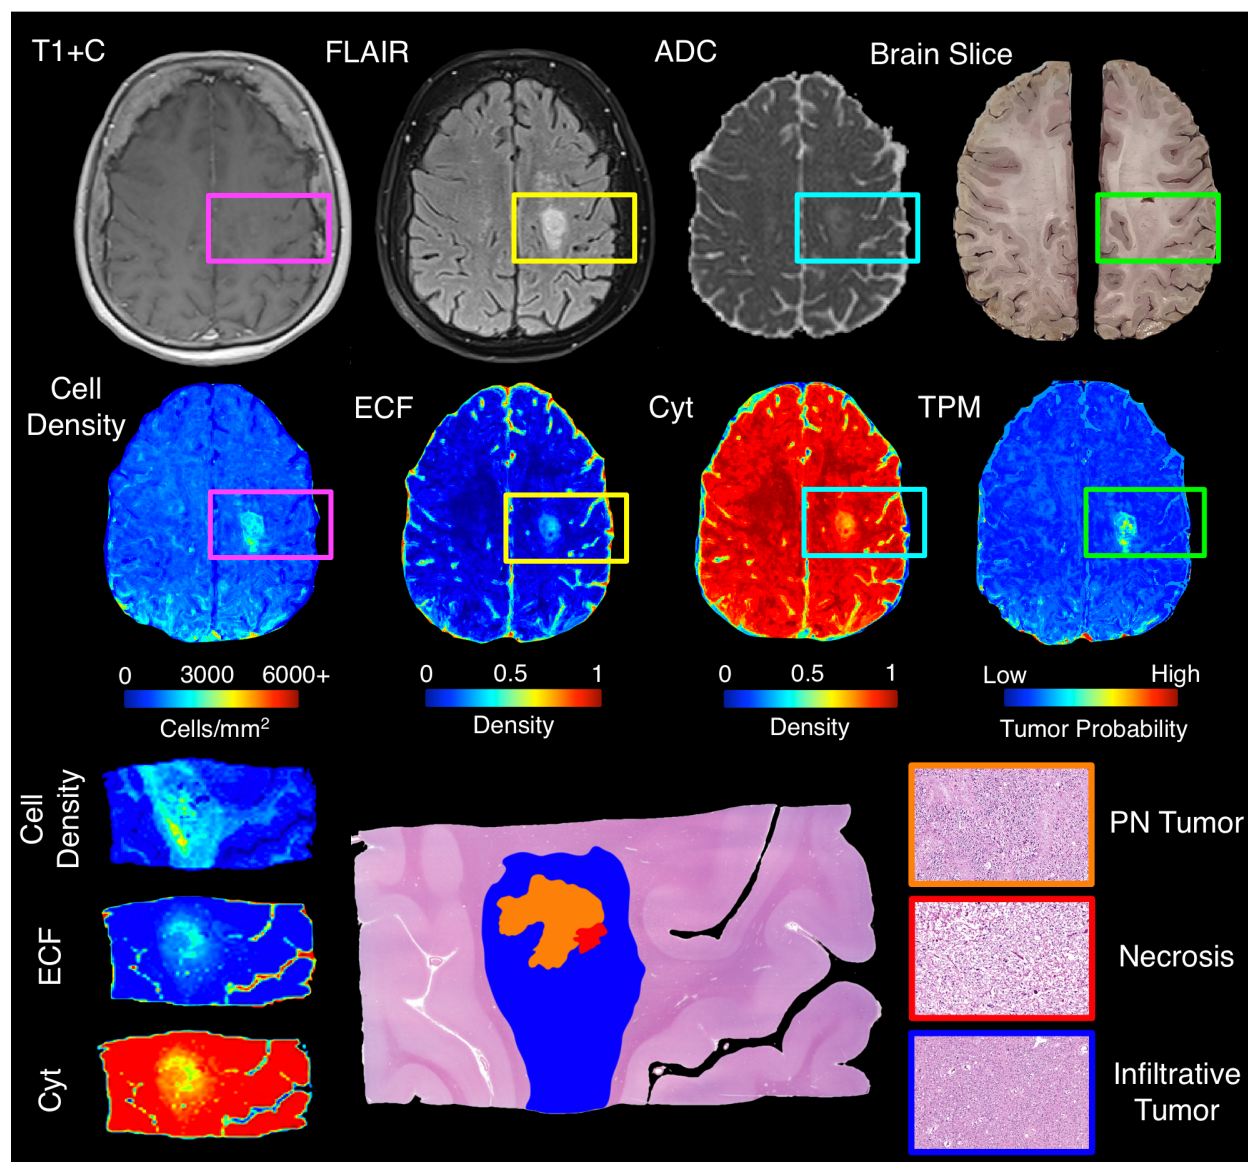 T1+C
FLAIR
ADC
Brain Slice
Cell
Density
ECF
Cyt
TPM
0 3000 6000+
Cells/mm²
0 0.5 1
Density
0 0.5 1
Density
Low High
Tumor Probability
Cell
Density
ECF
Cyt
PN Tumor
Necrosis
Infiltrative
Tumor